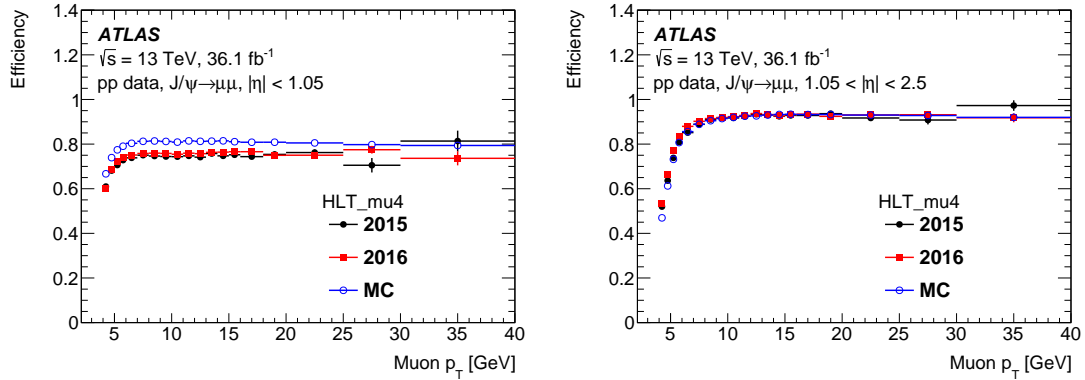 Efficiency
1.4
1.2
1
0.8
0.6
0.4
0.2
0
ATLAS
√s = 13 TeV, 36.1 fb⁻¹
pp data, J/ψ→μμ, |η| < 1.05
HLT_mu4
2015
2016
MC
5 10 15 20 25 30 35 40
Muon p_T [GeV]
Efficiency
1.4
1.2
1
0.8
0.6
0.4
0.2
0
ATLAS
√s = 13 TeV, 36.1 fb⁻¹
pp data, J/ψ→μμ, 1.05 < |η| < 2.5
HLT_mu4
2015
2016
MC
5 10 15 20 25 30 35 40
Muon p_T [GeV]